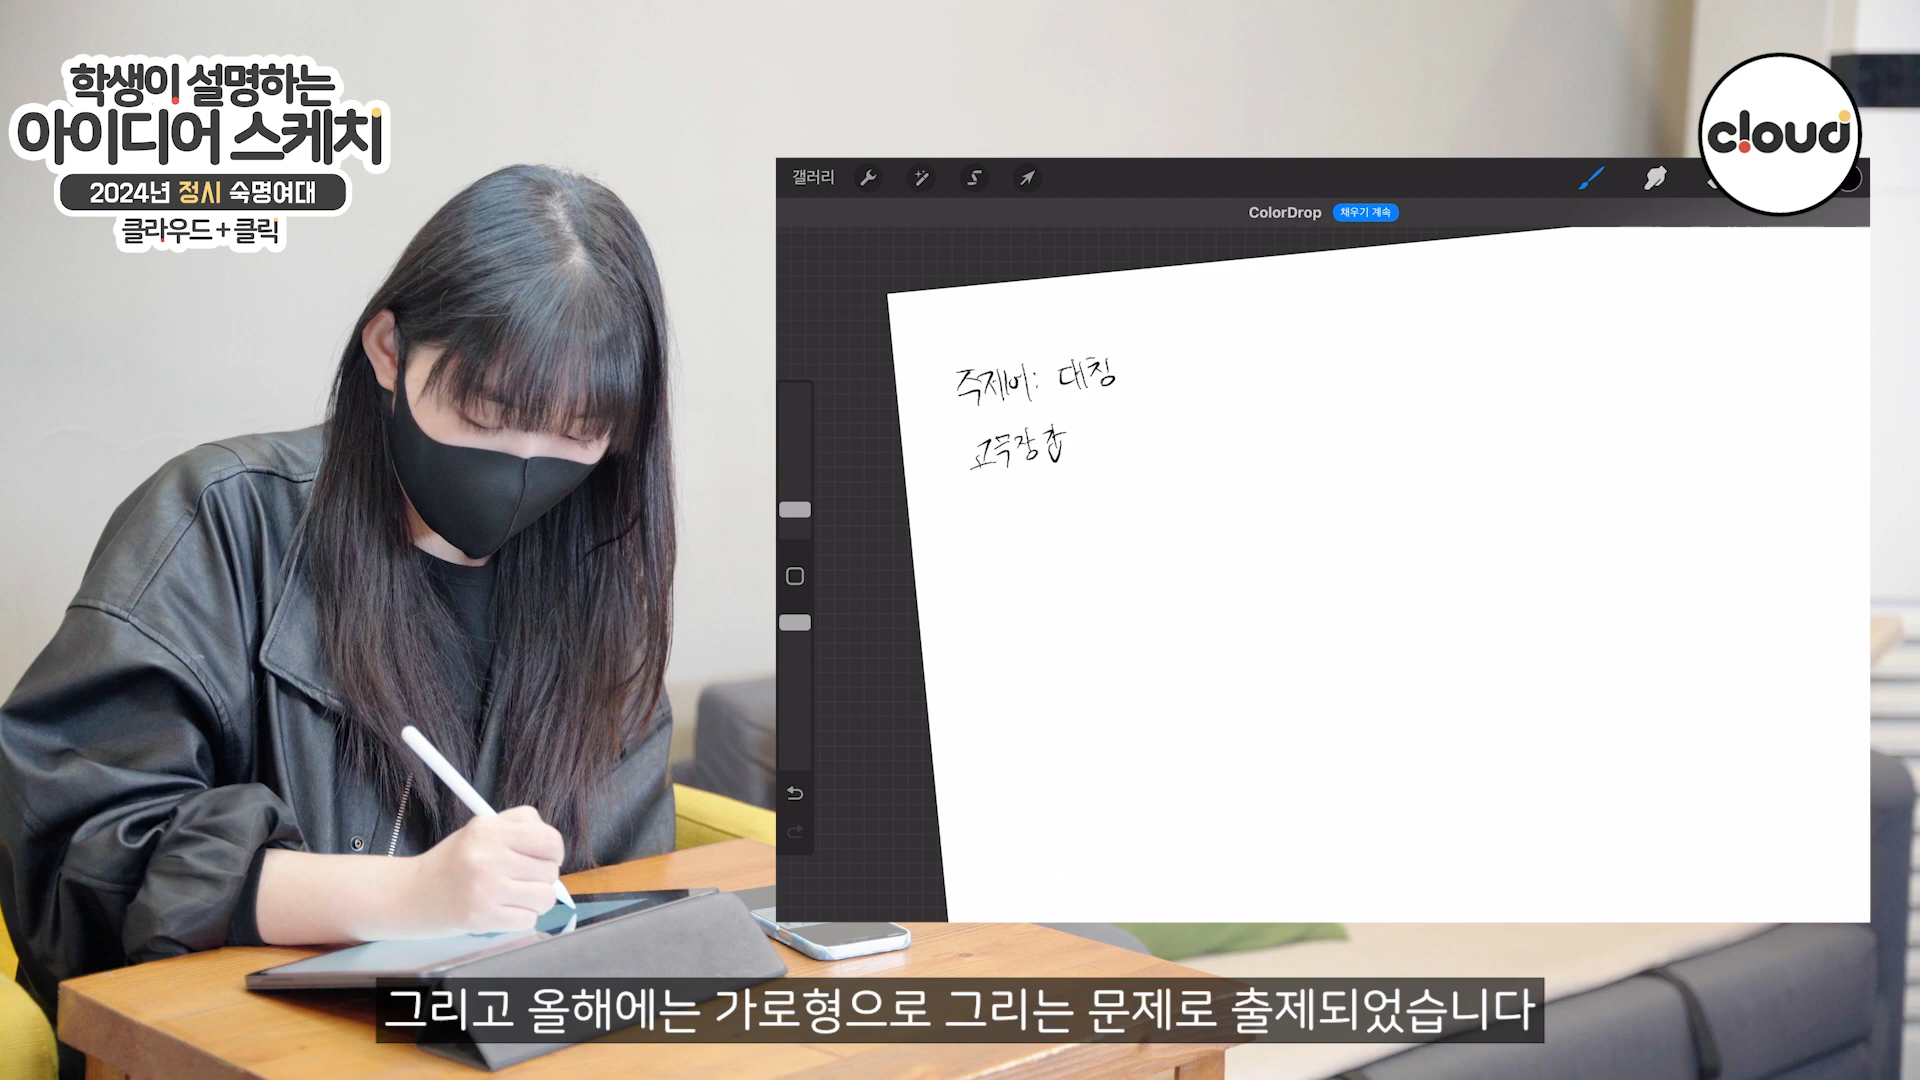 학생이 설명하는
아이디어 스케치
2024년 정시 숙명여대
클라우드+클릭
cloud
갤러리
ColorDrop 채우기 계속
주제어: 대칭
고무장갑
그리고 올해에는 가로형으로 그리는 문제로 출제되었습니다